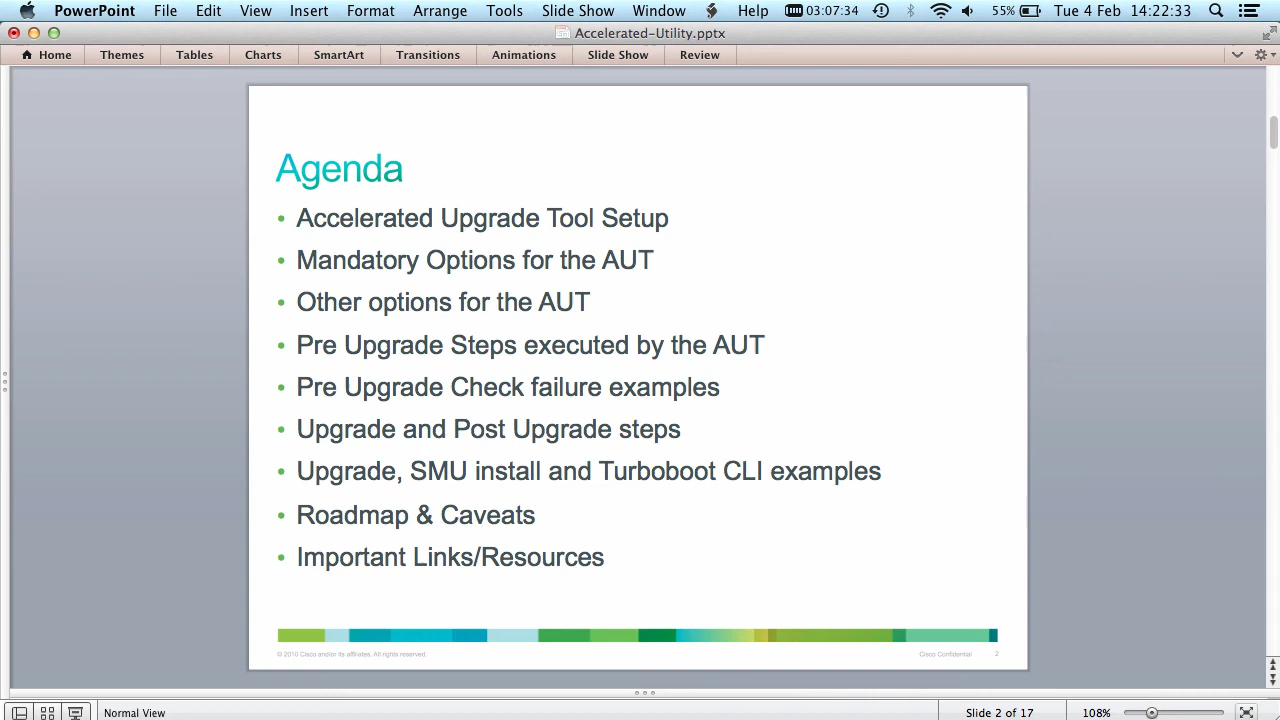 PowerPoint File Edit View Insert Format Arrange Tools Slide Show Window Help 03:07:34 55% Tue 4 Feb 14:22:33
Accelerated-Utility.pptx
Home Themes Tables Charts SmartArt Transitions Animations Slide Show Review
Agenda
• Accelerated Upgrade Tool Setup
• Mandatory Options for the AUT
• Other options for the AUT
• Pre Upgrade Steps executed by the AUT
• Pre Upgrade Check failure examples
• Upgrade and Post Upgrade steps
• Upgrade, SMU install and Turboboot CLI examples
• Roadmap & Caveats
• Important Links/Resources
© 2010 Cisco and/or its affiliates. All rights reserved. Cisco Confidential 2
Normal View Slide 2 of 17 108%